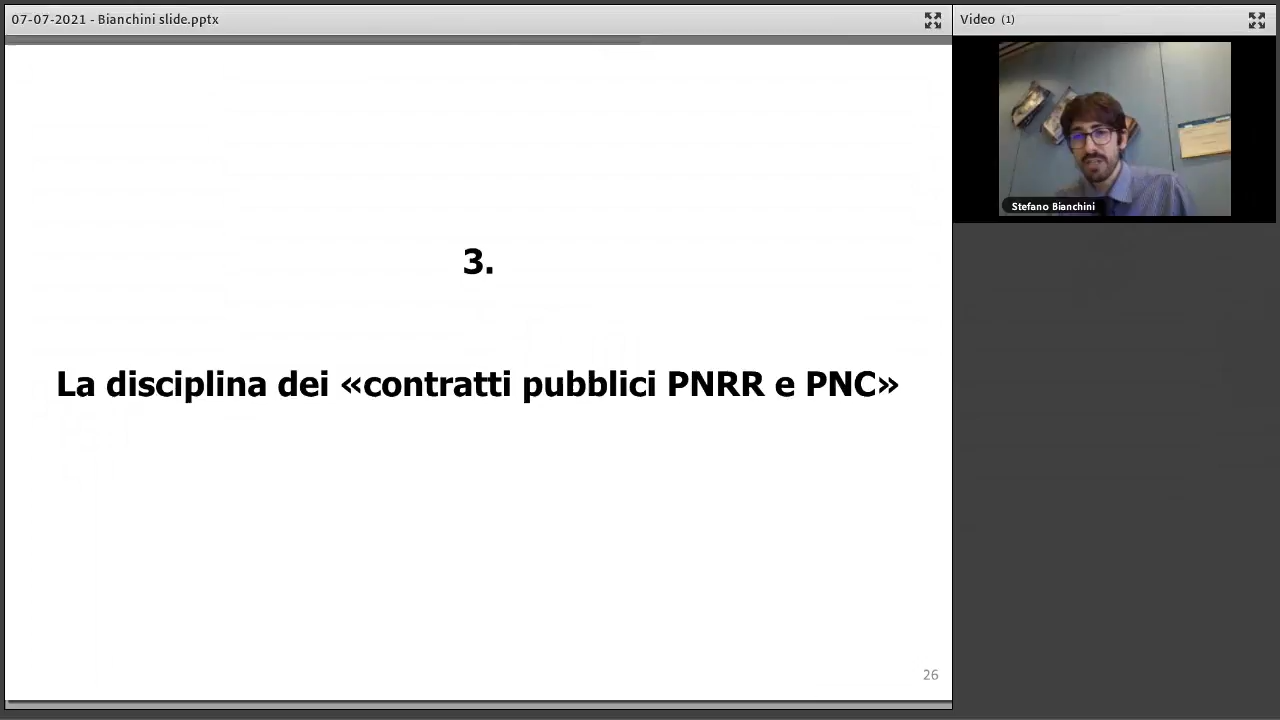 07-07-2021 - Bianchini slide.pptx
Video (1)
Stefano Bianchini
3.
La disciplina dei «contratti pubblici PNRR e PNC»
26